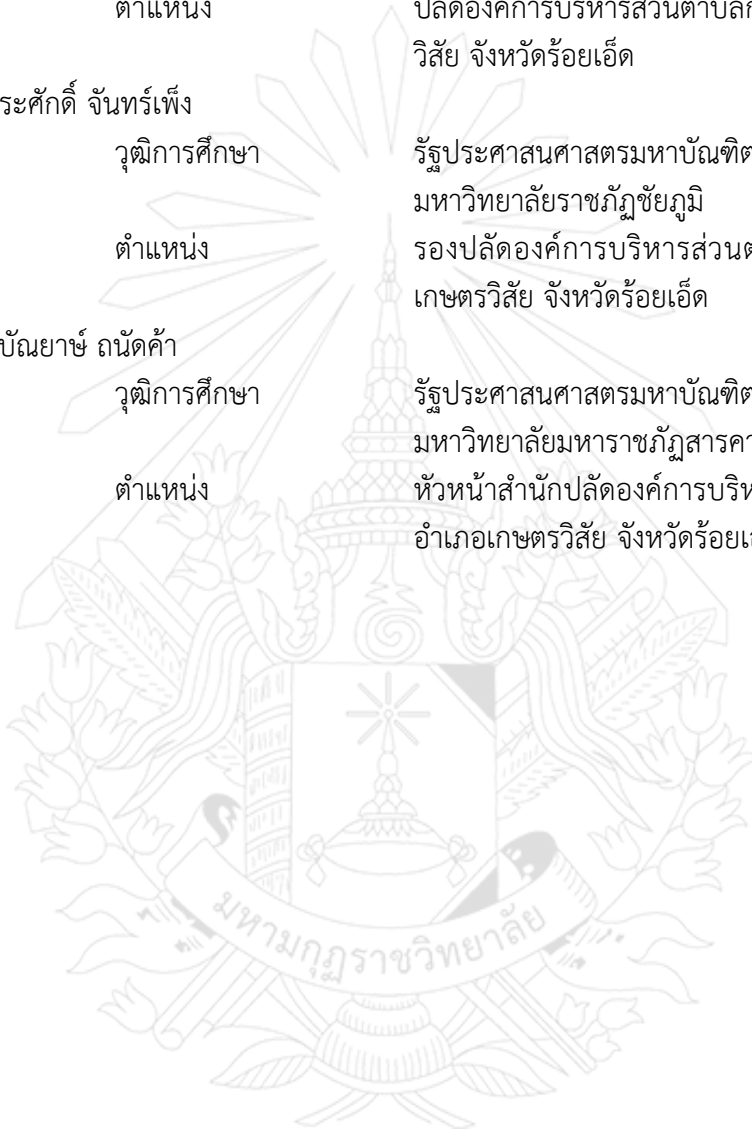 ตำแหน่ง ปลัดองค์การบริหารส่วนตำบล
วิสัย จังหวัดร้อยเอ็ด
ระศักดิ์ จันทร์เพ็ง
วุฒิการศึกษา รัฐประศาสนศาสตรมหาบัณฑิต
มหาวิทยาลัยราชภัฏชัยภูมิ
ตำแหน่ง รองปลัดองค์การบริหารส่วนต
เกษตรวิสัย จังหวัดร้อยเอ็ด
บัณยาษ์ ถนัดค้า
วุฒิการศึกษา รัฐประศาสนศาสตรมหาบัณฑิต
มหาวิทยาลัยมหาราชภัฏสารคา
ตำแหน่ง หัวหน้าสำนักปลัดองค์การบริห
อำเภอเกษตรวิสัย จังหวัดร้อยเ
มหามกุฏราชวิทยาลัย